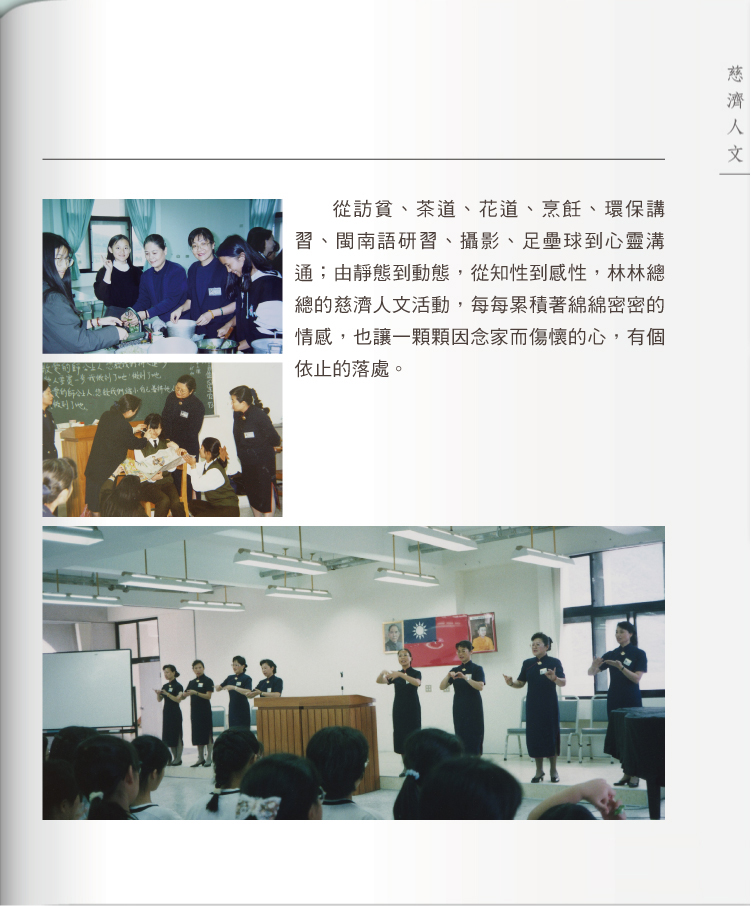 慈濟人文
從訪貧、茶道、花道、烹飪、環保講
習、閩南語研習、攝影、足壘球到心靈溝
通；由靜態到動態，從知性到感性，林林總
總的慈濟人文活動，每每累積著綿綿密密的
情感，也讓一顆顆因念家而傷懷的心，有個
依止的落處。